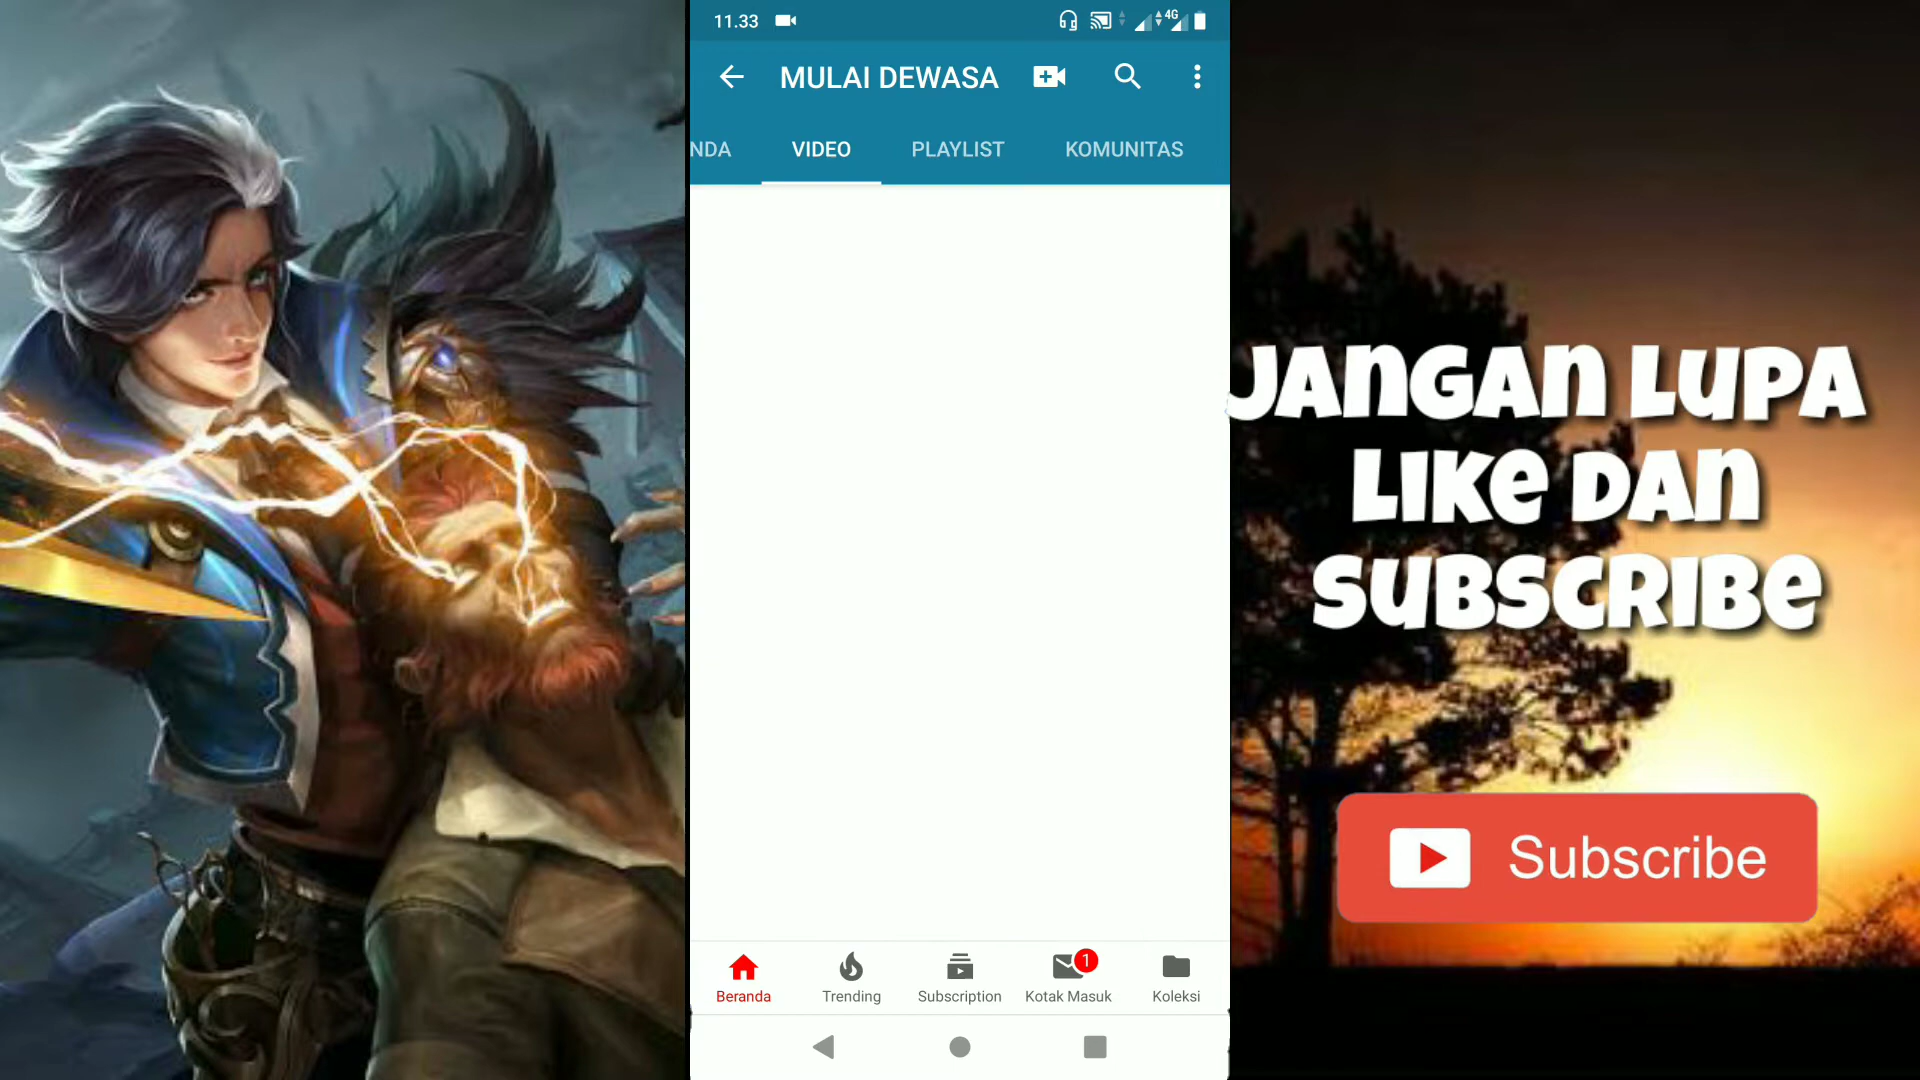 11.33
4G
MULAI DEWASA
NDA
VIDEO
PLAYLIST
KOMUNITAS
JANGAN LUPA
LIKE DAN
SUBSCRIBE
Subscribe
1
Beranda
Trending
Subscription
Kotak Masuk
Koleksi